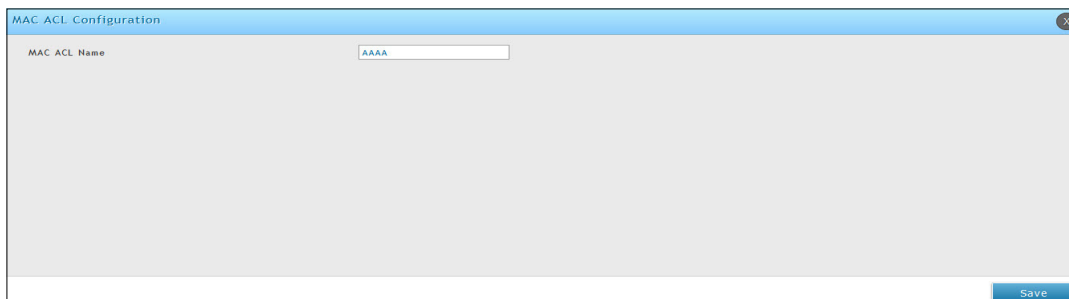 MAC ACL Configuration
X
MAC ACL Name
AAAA
Save